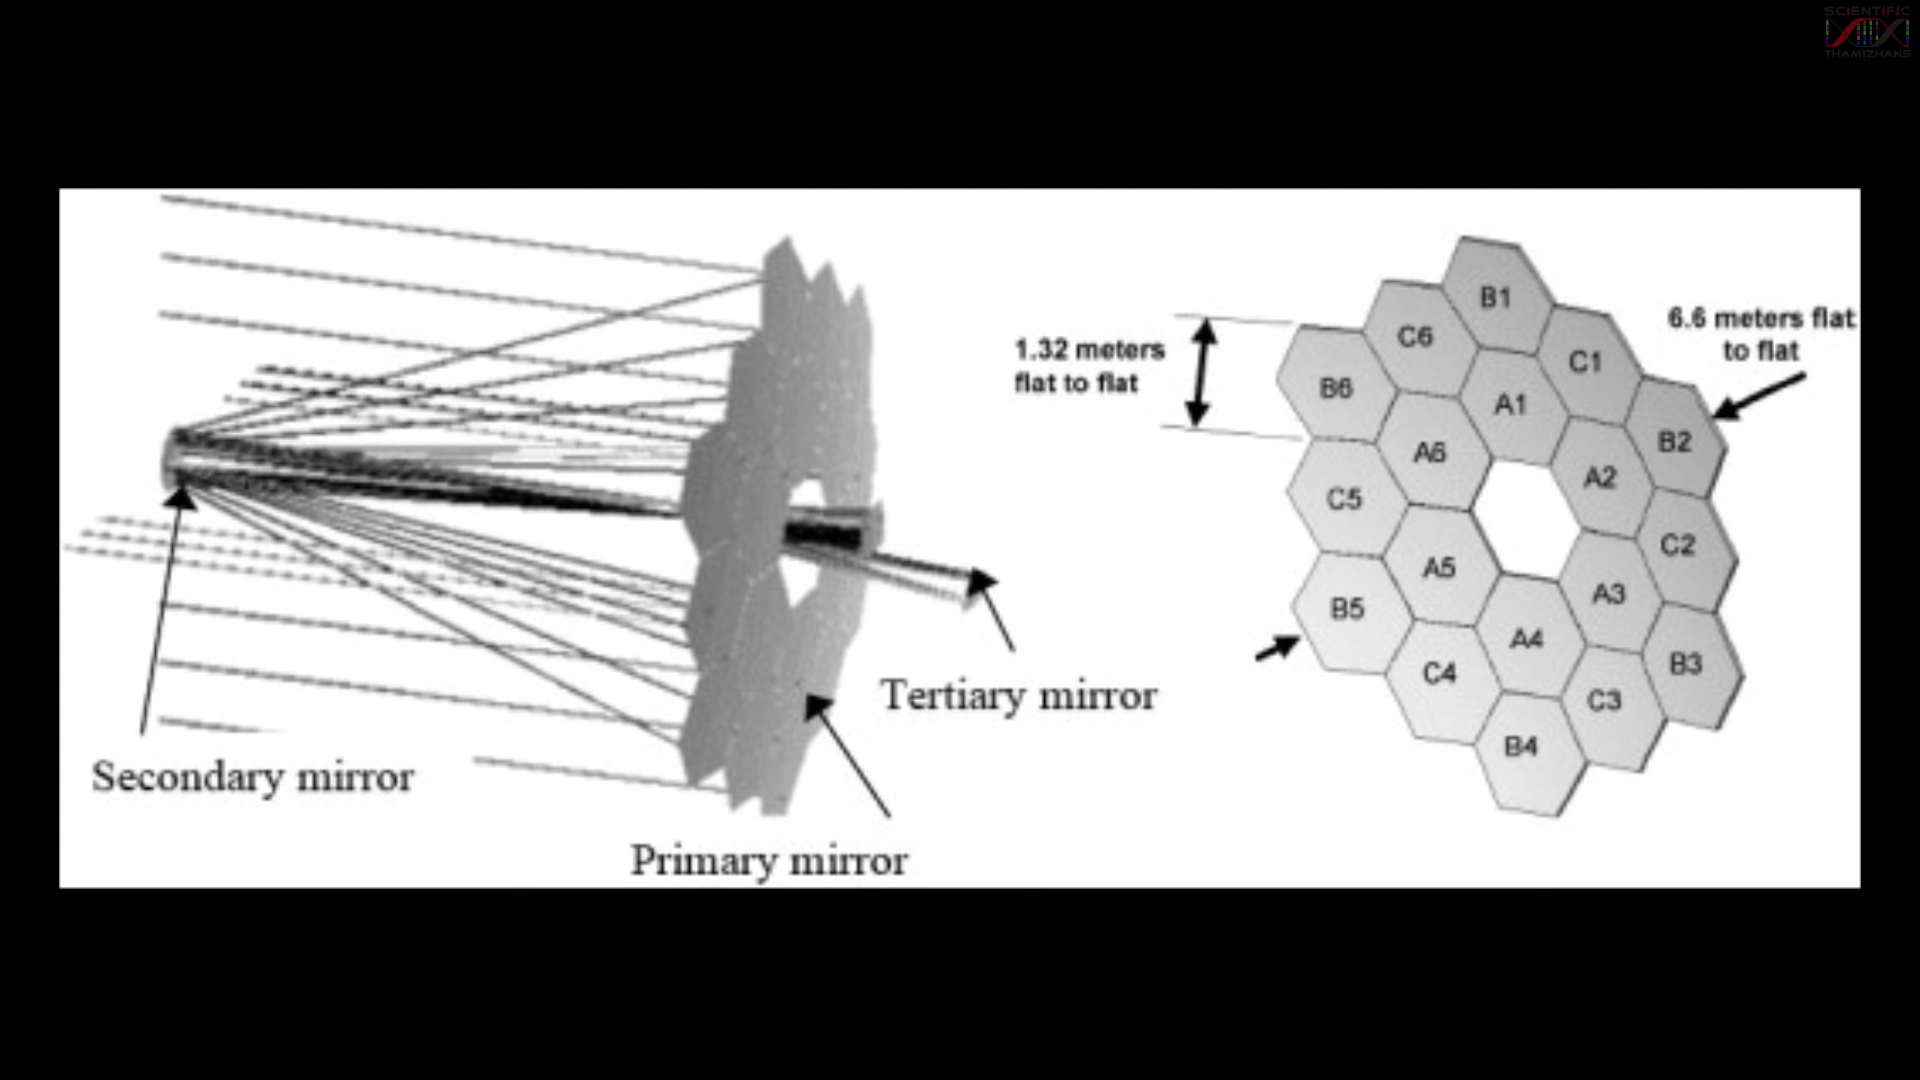 SCIENTIFIC
THAMIZHANS
1.32 meters
flat to flat
6.6 meters flat
to flat
B1
C6
C1
B6
A1
B2
A6
A2
C5
C2
A5
A3
B5
A4
B3
C4
C3
B4
Tertiary mirror
Secondary mirror
Primary mirror